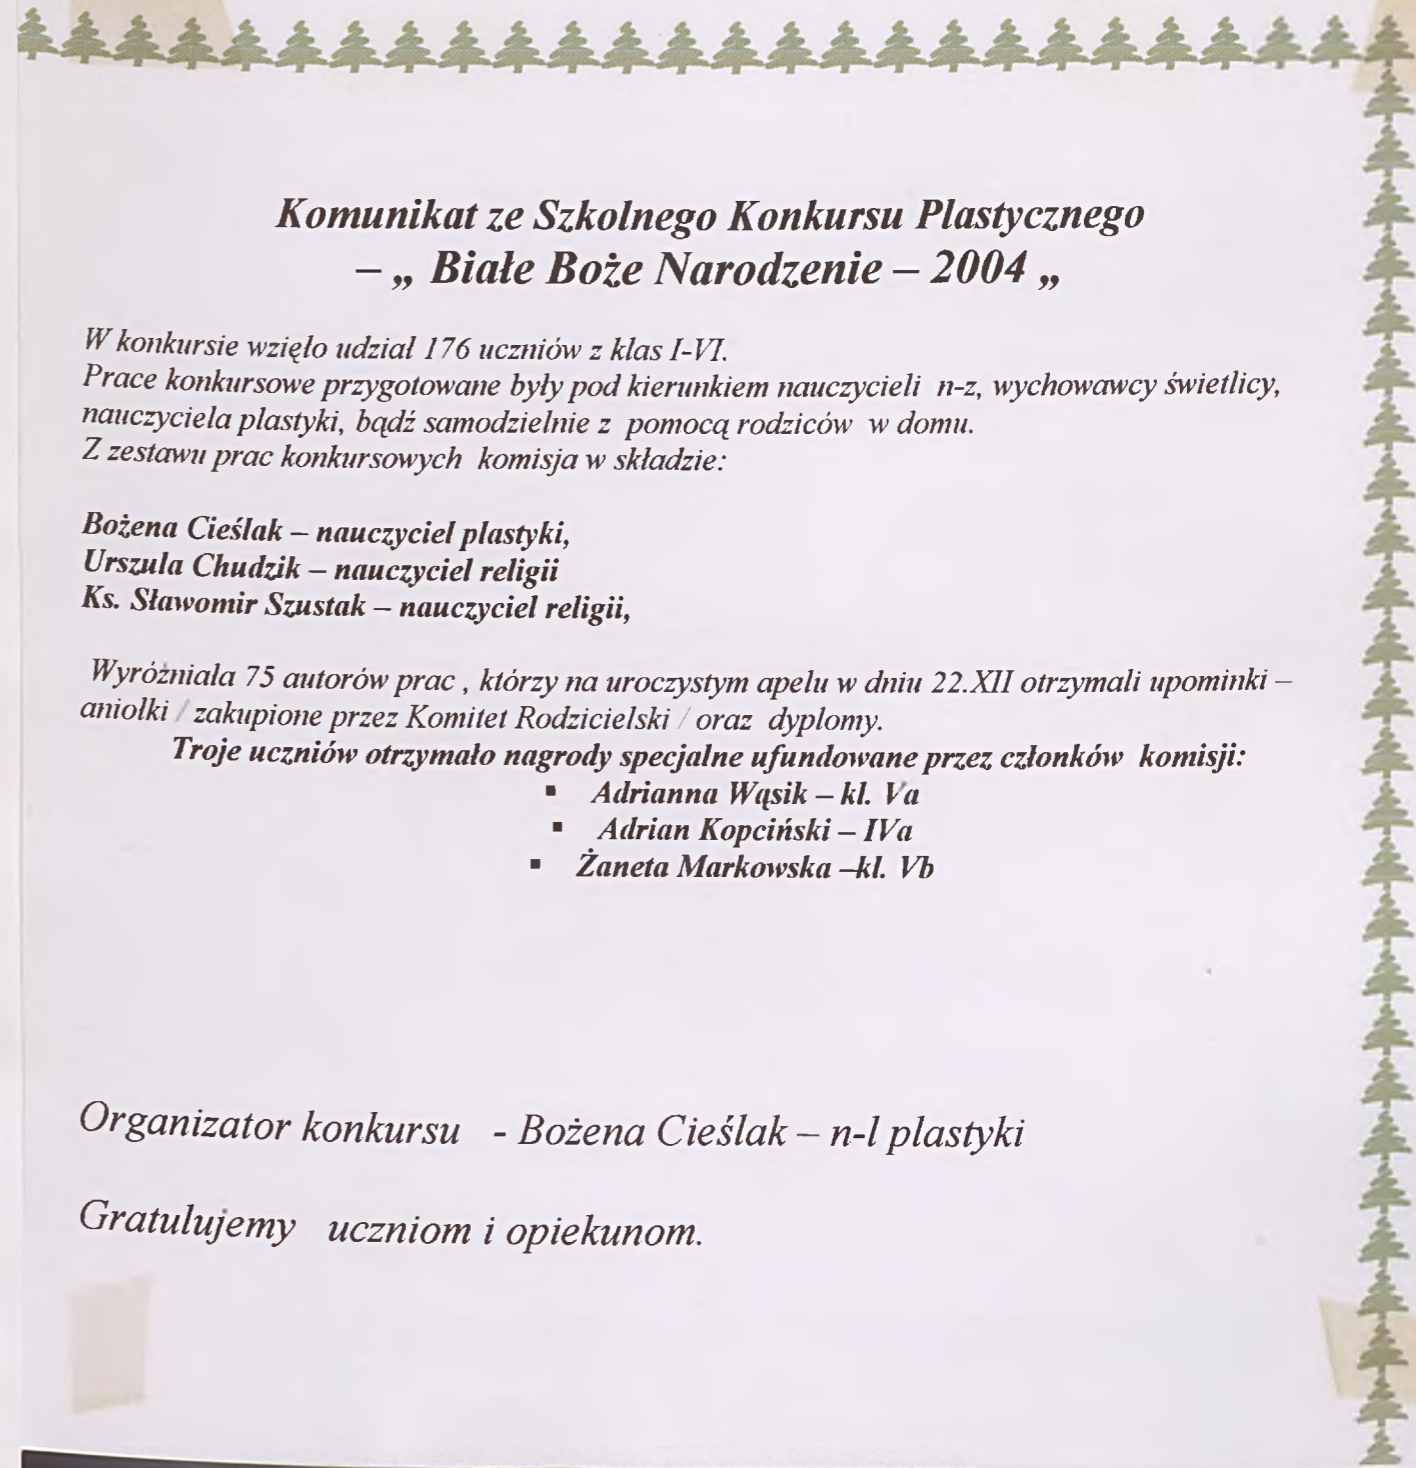 Komunikat ze Szkolnego Konkursu Plastycznego
– „ Białe Boże Narodzenie – 2004 „
W konkursie wzięło udział 176 uczniów z klas I-VI.
Prace konkursowe przygotowane były pod kierunkiem nauczycieli n-z, wychowawcy świetlicy,
nauczyciela plastyki, bądź samodzielnie z pomocą rodziców w domu.
Z zestawu prac konkursowych komisja w składzie:
Bożena Cieślak – nauczyciel plastyki,
Urszula Chudzik – nauczyciel religii
Ks. Sławomir Szustak – nauczyciel religii,
Wyróżniała 75 autorów prac , którzy na uroczystym apelu w dniu 22.XII otrzymali upominki –
aniołki / zakupione przez Komitet Rodzicielski / oraz dyplomy.
Troje uczniów otrzymało nagrody specjalne ufundowane przez członków komisji:
▪ Adrianna Wąsik – kl. Va
▪ Adrian Kopciński – IVa
▪ Żaneta Markowska –kl. Vb
Organizator konkursu - Bożena Cieślak – n-l plastyki
Gratulujemy uczniom i opiekunom.